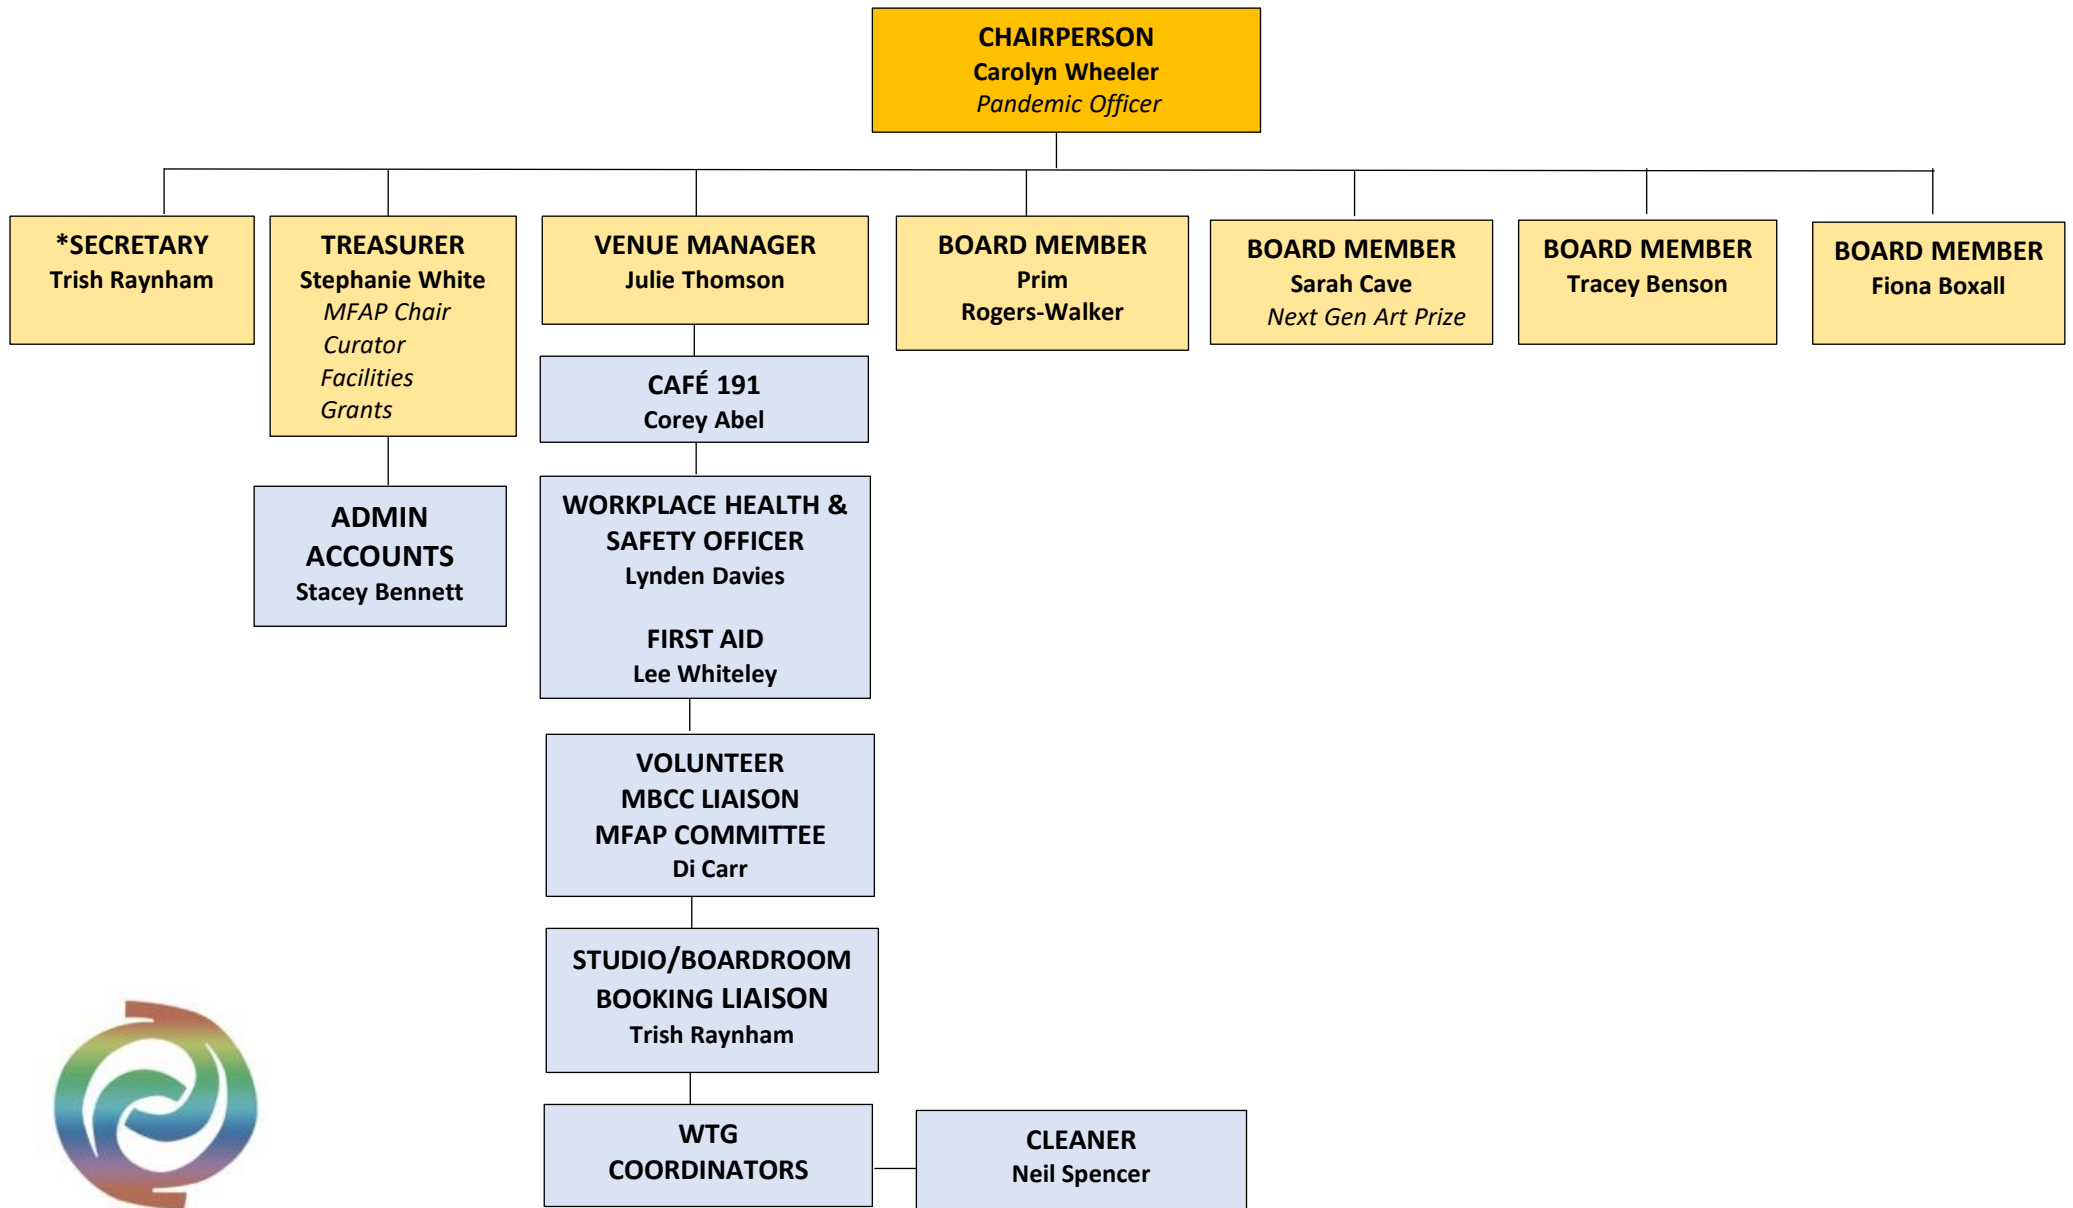 CHAIRPERSON
Carolyn Wheeler
Pandemic Officer
*SECRETARY
Trish Raynham
TREASURER
Stephanie White
MFAP Chair
Curator
Facilities
Grants
VENUE MANAGER
Julie Thomson
BOARD MEMBER
Prim
Rogers-Walker
BOARD MEMBER
Sarah Cave
Next Gen Art Prize
BOARD MEMBER
Tracey Benson
BOARD MEMBER
Fiona Boxall
CAFÉ 191
Corey Abel
ADMIN
ACCOUNTS
Stacey Bennett
WORKPLACE HEALTH &
SAFETY OFFICER
Lynden Davies
FIRST AID
Lee Whiteley
VOLUNTEER
MBCC LIAISON
MFAP COMMITTEE
Di Carr
STUDIO/BOARDROOM
BOOKING LIAISON
Trish Raynham
WTG
COORDINATORS
CLEANER
Neil Spencer